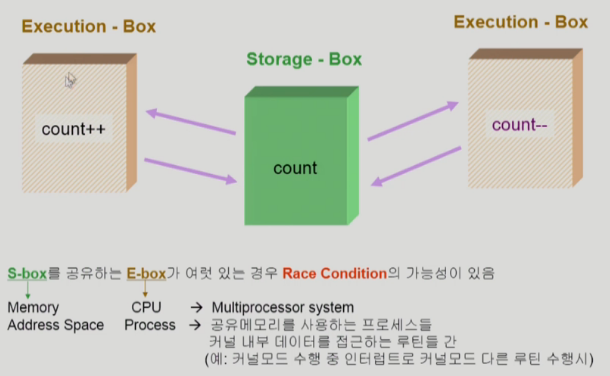 Execution - Box
Execution - Box
Storage - Box
count++
count--
count
S-box를 공유하는 E-box가 여럿 있는 경우 Race Condition의 가능성이 있음
Memory CPU → Multiprocessor system
Address Space Process → 공유메모리를 사용하는 프로세스들
커널 내부 데이터를 접근하는 루틴들 간
(예: 커널모드 수행 중 인터럽트로 커널모드 다른 루틴 수행시)